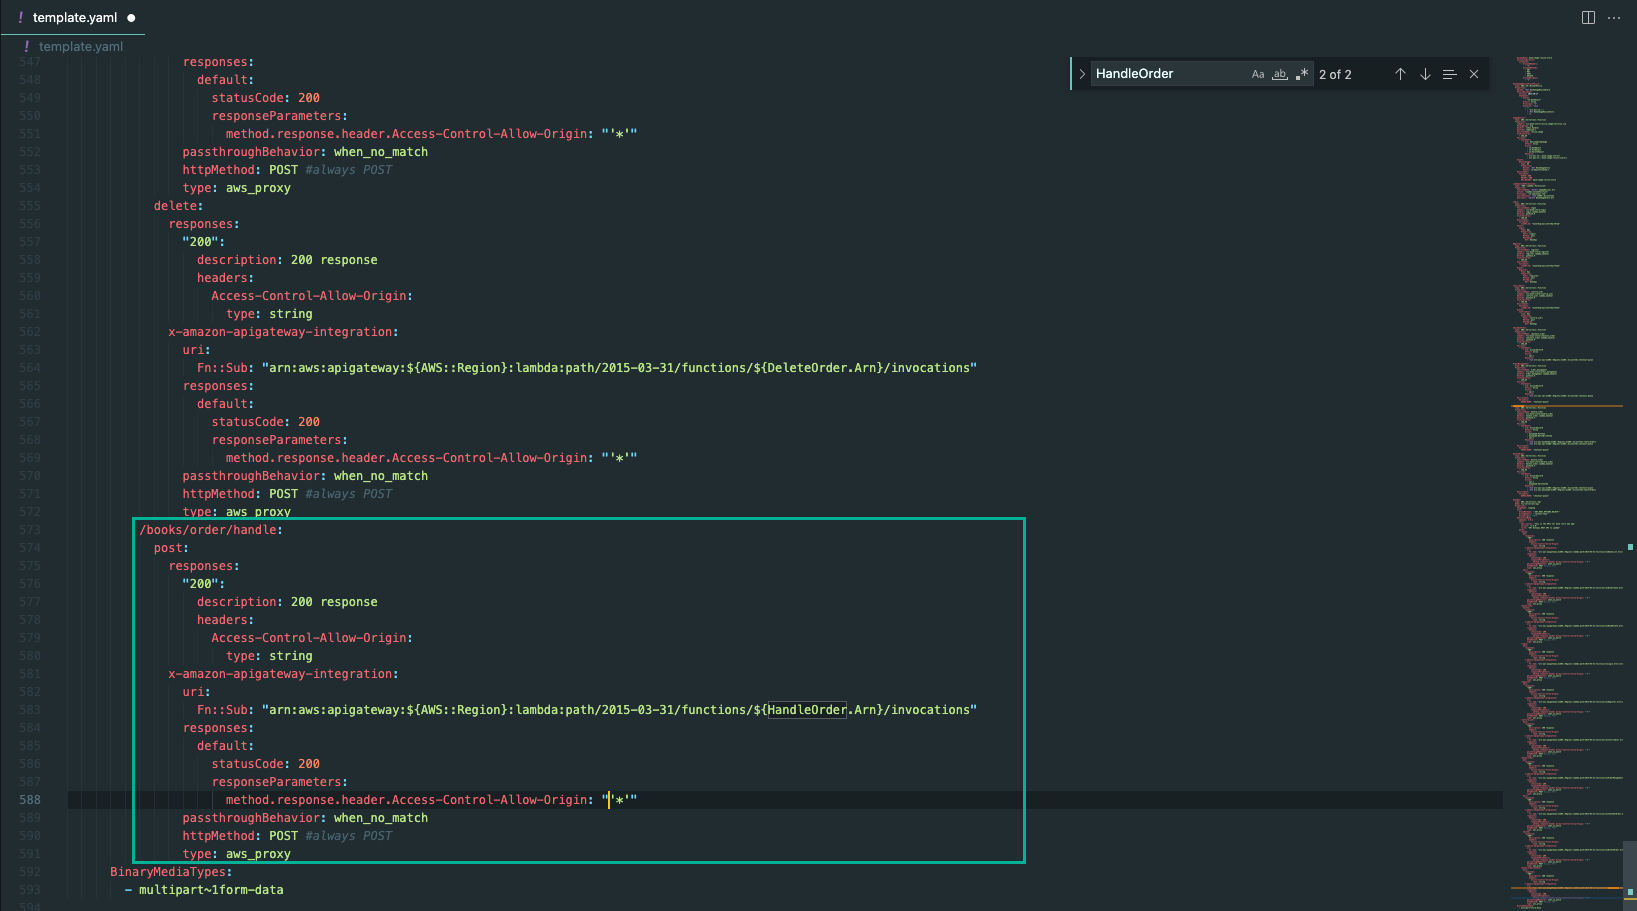 ! template.yaml ●
! template.yaml
HandleOrder Aa ab .* 2 of 2
547 responses:
548 default:
549 statusCode: 200
550 responseParameters:
551 method.response.header.Access-Control-Allow-Origin: "'*'"
552 passthroughBehavior: when_no_match
553 httpMethod: POST #always POST
554 type: aws_proxy
555 delete:
556 responses:
557 "200":
558 description: 200 response
559 headers:
560 Access-Control-Allow-Origin:
561 type: string
562 x-amazon-apigateway-integration:
563 uri:
564 Fn::Sub: "arn:aws:apigateway:${AWS::Region}:lambda:path/2015-03-31/functions/${DeleteOrder.Arn}/invocations"
565 responses:
566 default:
567 statusCode: 200
568 responseParameters:
569 method.response.header.Access-Control-Allow-Origin: "'*'"
570 passthroughBehavior: when_no_match
571 httpMethod: POST #always POST
572 type: aws_proxy
573 /books/order/handle:
574 post:
575 responses:
576 "200":
577 description: 200 response
578 headers:
579 Access-Control-Allow-Origin:
580 type: string
581 x-amazon-apigateway-integration:
582 uri:
583 Fn::Sub: "arn:aws:apigateway:${AWS::Region}:lambda:path/2015-03-31/functions/${HandleOrder.Arn}/invocations"
584 responses:
585 default:
586 statusCode: 200
587 responseParameters:
588 method.response.header.Access-Control-Allow-Origin: "'*'"
589 passthroughBehavior: when_no_match
590 httpMethod: POST #always POST
591 type: aws_proxy
592 BinaryMediaTypes:
593 - multipart~1form-data
594